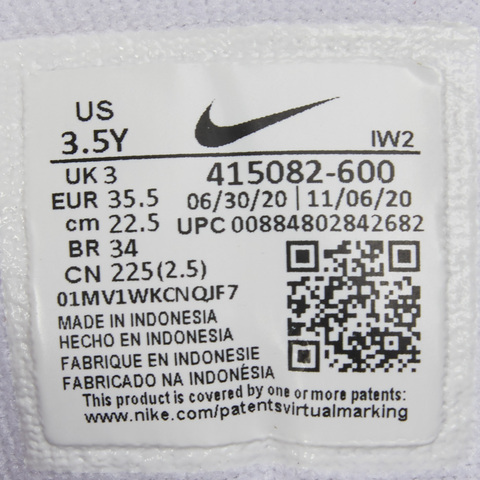 US
3.5Y
IW2
UK 3
415082-600
EUR 35.5
06/30/20 | 11/06/20
cm 22.5
UPC 00884802842682
BR 34
CN 225(2.5)
01MV1WKCNQJF7
MADE IN INDONESIA
HECHO EN INDONESIA
FABRIQUE EN INDONESIE
FABRICADO NA INDONÉSIA
This product is covered by one or more patents:
www.nike.com/patentsvirtualmarking